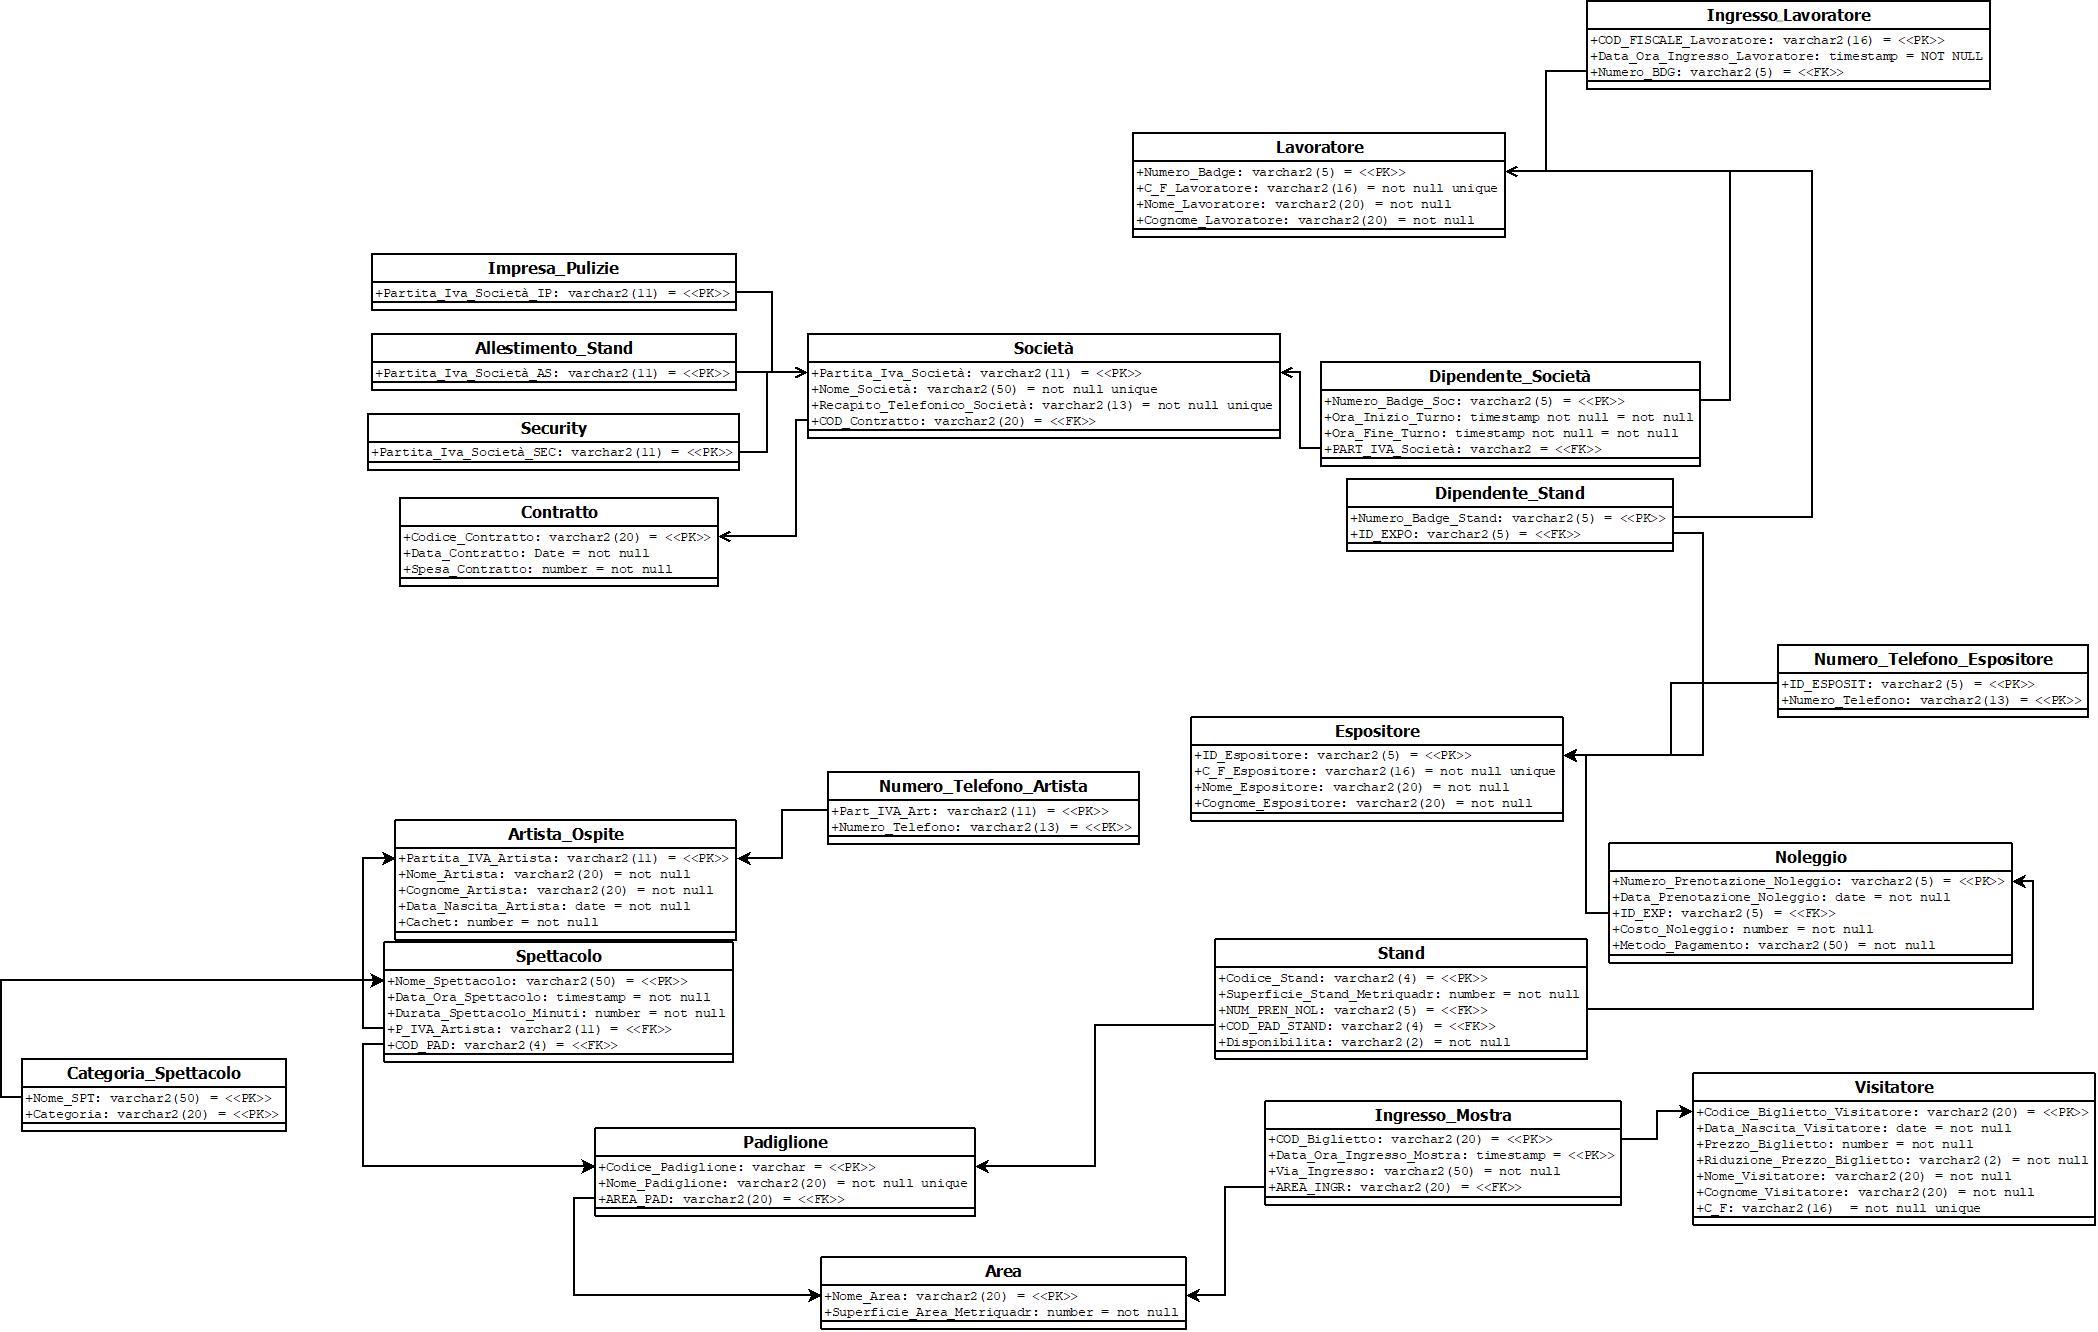 Ingresso_Lavoratore
+COD_FISCALE_Lavoratore: varchar2(16) = <<PK>>
+Data_Ora_Ingresso_Lavoratore: timestamp = NOT NULL
+Numero_BDG: varchar2(5) = <<FK>>
Lavoratore
+Numero_Badge: varchar2(5) = <<PK>>
+C_F_Lavoratore: varchar2(16) = not null unique
+Nome_Lavoratore: varchar2(20) = not null
+Cognome_Lavoratore: varchar2(20) = not null
Impresa_Pulizie
+Partita_Iva_Società_IP: varchar2(11) = <<PK>>
Allestimento_Stand
+Partita_Iva_Società_AS: varchar2(11) = <<PK>>
Security
+Partita_Iva_Società_SEC: varchar2(11) = <<PK>>
Società
+Partita_Iva_Società: varchar2(11) = <<PK>>
+Nome_Società: varchar2(50) = not null unique
+Recapito_Telefonico_Società: varchar2(13) = not null unique
+COD_Contratto: varchar2(20) = <<FK>>
Dipendente_Società
+Numero_Badge_Soc: varchar2(5) = <<PK>>
+Ora_Inizio_Turno: timestamp not null = not null
+Ora_Fine_Turno: timestamp not null = not null
+PART_IVA_Società: varchar2 = <<FK>>
Dipendente_Stand
+Numero_Badge_Stand: varchar2(5) = <<PK>>
+ID_EXPO: varchar2(5) = <<FK>>
Contratto
+Codice_Contratto: varchar2(20) = <<PK>>
+Data_Contratto: Date = not null
+Spesa_Contratto: number = not null
Numero_Telefono_Espositore
+ID_ESPOSIT: varchar2(5) = <<PK>>
+Numero_Telefono: varchar2(13) = <<PK>>
Espositore
+ID_Espositore: varchar2(5) = <<PK>>
+C_F_Espositore: varchar2(16) = not null unique
+Nome_Espositore: varchar2(20) = not null
+Cognome_Espositore: varchar2(20) = not null
Numero_Telefono_Artista
+Part_IVA_Art: varchar2(11) = <<PK>>
+Numero_Telefono: varchar2(13) = <<PK>>
Artista_Ospite
+Partita_IVA_Artista: varchar2(11) = <<PK>>
+Nome_Artista: varchar2(20) = not null
+Cognome_Artista: varchar2(20) = not null
+Data_Nascita_Artista: date = not null
+Cachet: number = not null
Noleggio
+Numero_Prenotazione_Noleggio: varchar2(5) = <<PK>>
+Data_Prenotazione_Noleggio: date = not null
+ID_EXP: varchar2(5) = <<FK>>
+Costo_Noleggio: number = not null
+Metodo_Pagamento: varchar2(50) = not null
Spettacolo
+Nome_Spettacolo: varchar2(50) = <<PK>>
+Data_Ora_Spettacolo: timestamp = not null
+Durata_Spettacolo_Minuti: number = not null
+P_IVA_Artista: varchar2(11) = <<FK>>
+COD_PAD: varchar2(4) = <<FK>>
Stand
+Codice_Stand: varchar2(4) = <<PK>>
+Superficie_Stand_Metriquadr: number = not null
+NUM_PREN_NOL: varchar2(5) = <<FK>>
+COD_PAD_STAND: varchar2(4) = <<FK>>
+Disponibilita: varchar2(2) = not null
Categoria_Spettacolo
+Nome_SPT: varchar2(50) = <<PK>>
+Categoria: varchar2(20) = <<PK>>
Padiglione
+Codice_Padiglione: varchar = <<PK>>
+Nome_Padiglione: varchar2(20) = not null unique
+AREA_PAD: varchar2(20) = <<FK>>
Ingresso_Mostra
+COD_Biglietto: varchar2(20) = <<PK>>
+Data_Ora_Ingresso_Mostra: timestamp = <<PK>>
+Via_Ingresso: varchar2(50) = not null
+AREA_INGR: varchar2(20) = <<FK>>
Visitatore
+Codice_Biglietto_Visitatore: varchar2(20) = <<PK>>
+Data_Nascita_Visitatore: date = not null
+Prezzo_Biglietto: number = not null
+Riduzione_Prezzo_Biglietto: varchar2(2) = not null
+Nome_Visitatore: varchar2(20) = not null
+Cognome_Visitatore: varchar2(20) = not null
+C_F: varchar2(16)  = not null unique
Area
+Nome_Area: varchar2(20) = <<PK>>
+Superficie_Area_Metriquadr: number = not null